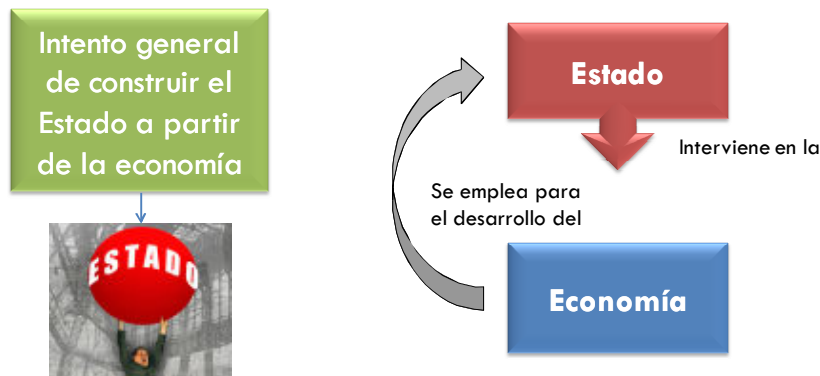 Intento general
de construir el
Estado a partir
de la economía
ESTADO
Estado
Interviene en la
Se emplea para
el desarrollo del
Economía